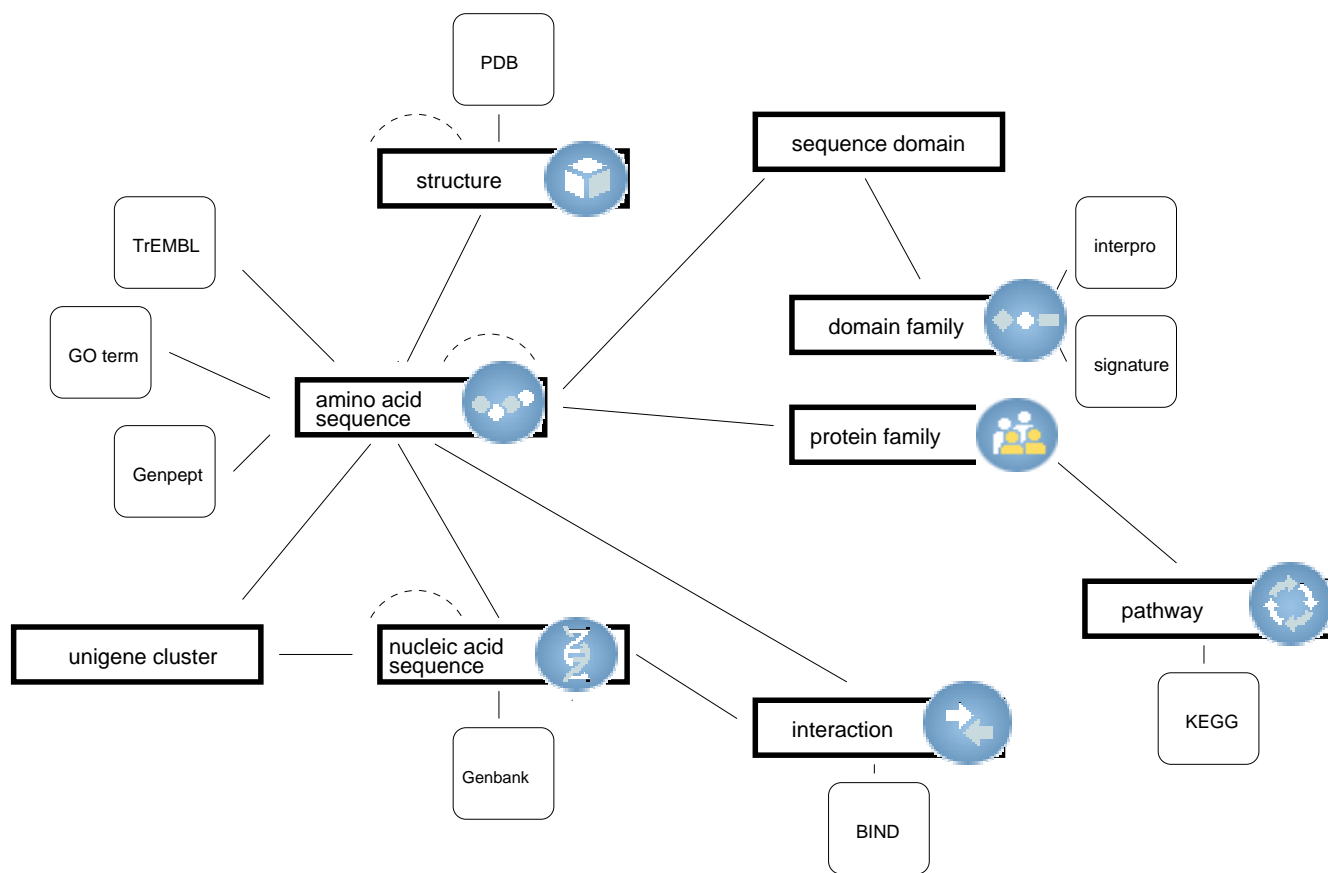 PDB
sequence domain
structure
TrEMBL
interpro
domain family
GO term
signature
amino acid
sequence
protein family
Genpept
pathway
unigene cluster
nucleic acid
sequence
interaction
KEGG
Genbank
BIND